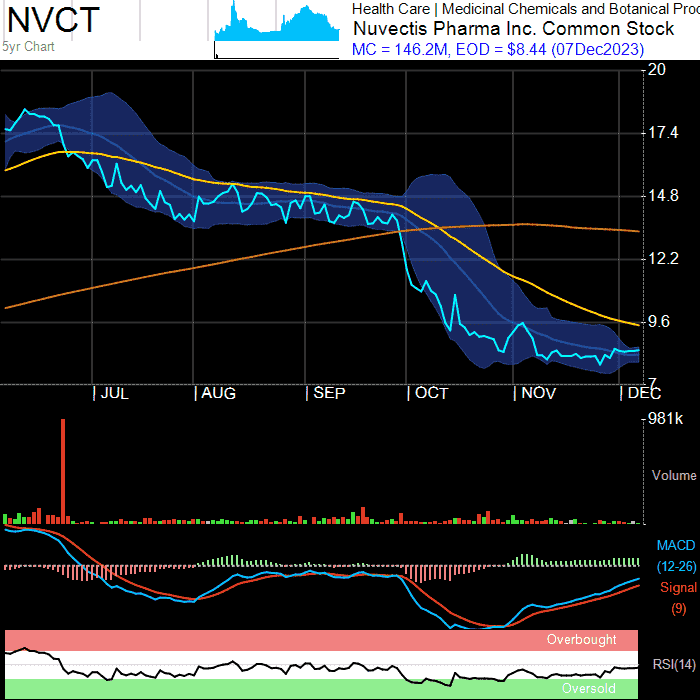 NVCT
5yr Chart
Health Care | Medicinal Chemicals and Botanical Proc
Nuvectis Pharma Inc. Common Stock
MC = 146.2M, EOD = $8.44 (07Dec2023)
20
17.4
14.8
12.2
9.6
7
| JUL | AUG | SEP | OCT | NOV | DEC
981k
Volume
MACD
(12-26)
Signal
(9)
Overbought
RSI(14)
Oversold